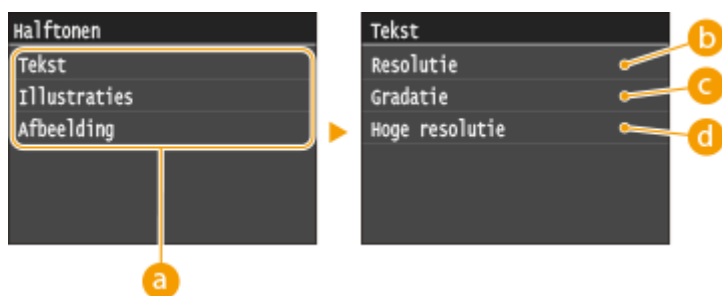 Halftonen
Tekst
Illustraties
Afbeelding
a
Tekst
Resolutie
Gradatie
Hoge resolutie
b
c
d